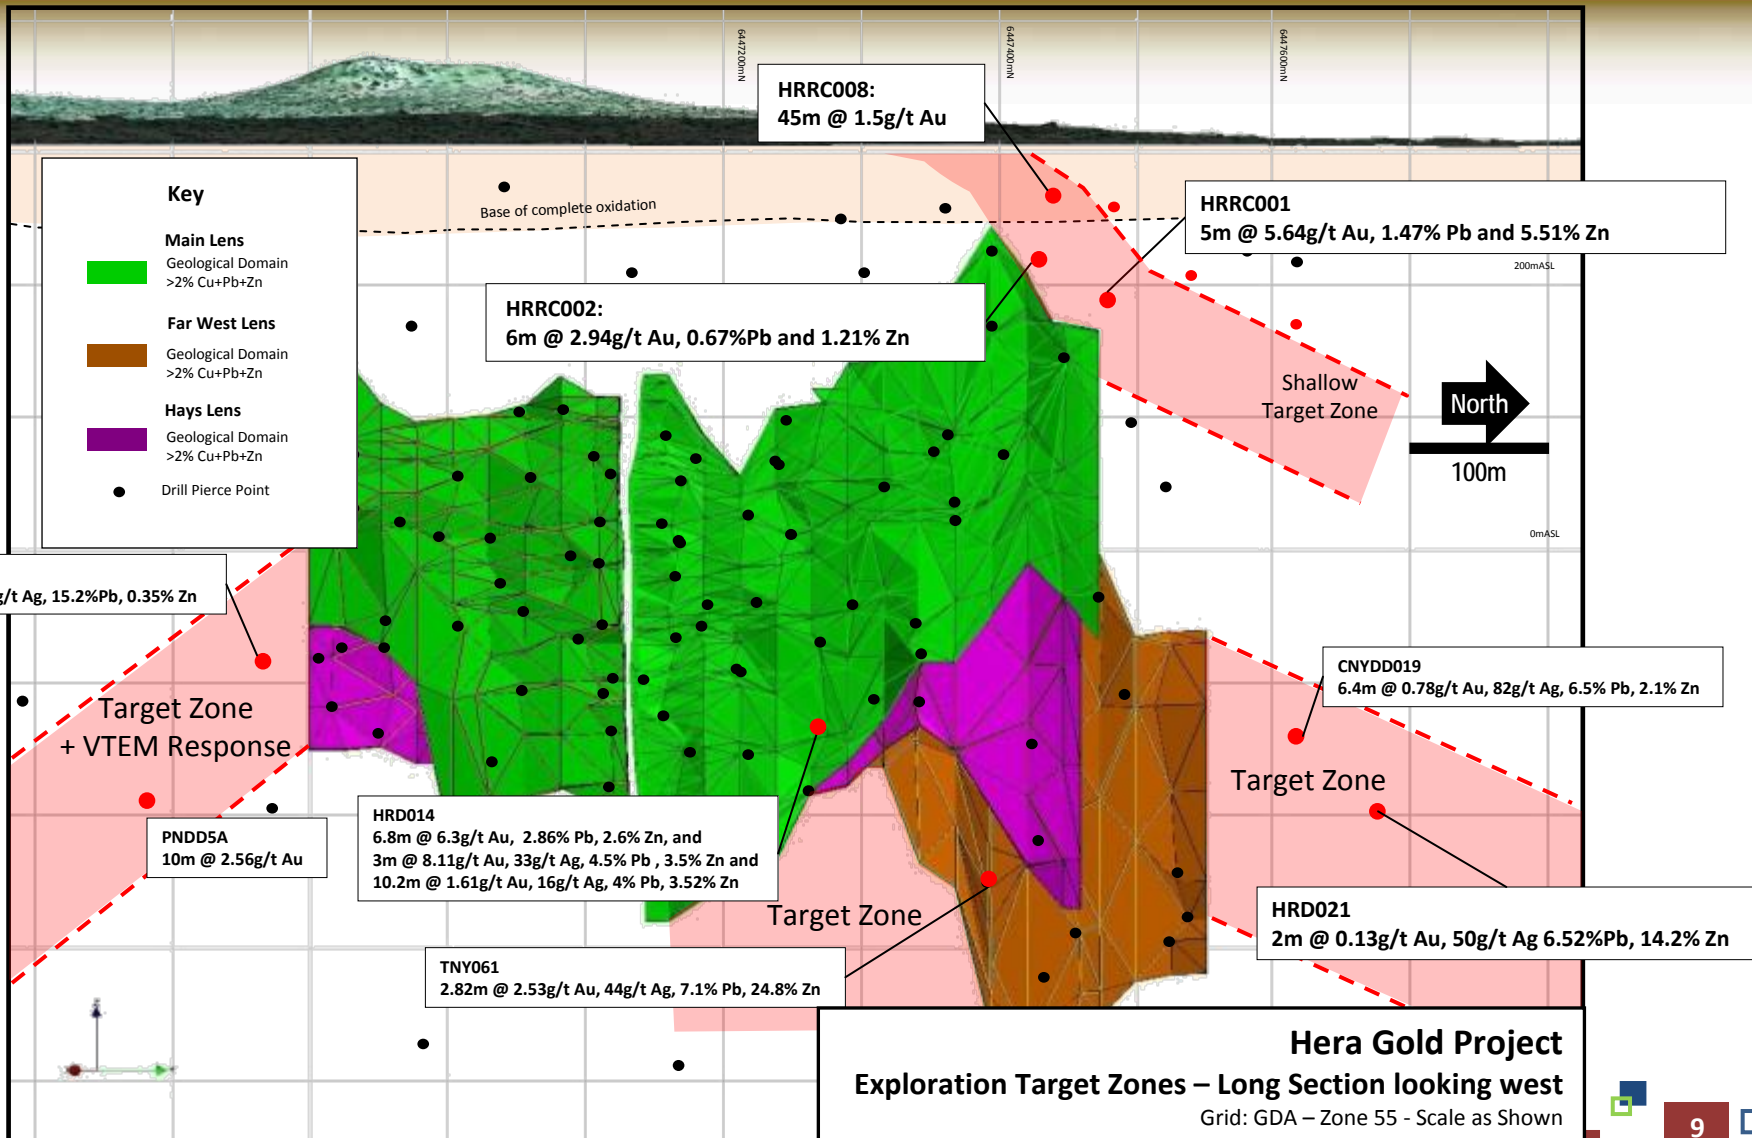 6447200mN
6447400mN
6447600mN
HRRC008:
45m @ 1.5g/t Au
Key
Main Lens
Geological Domain
>2% Cu+Pb+Zn
Far West Lens
Geological Domain
>2% Cu+Pb+Zn
Hays Lens
Geological Domain
>2% Cu+Pb+Zn
Drill Pierce Point
Base of complete oxidation
HRRC001
5m @ 5.64g/t Au, 1.47% Pb and 5.51% Zn
200mASL
HRRC002:
6m @ 2.94g/t Au, 0.67%Pb and 1.21% Zn
Shallow
Target Zone
North
100m
0mASL
g/t Ag, 15.2%Pb, 0.35% Zn
Target Zone
+ VTEM Response
CNYDD019
6.4m @ 0.78g/t Au, 82g/t Ag, 6.5% Pb, 2.1% Zn
Target Zone
PNDD5A
10m @ 2.56g/t Au
HRD014
6.8m @ 6.3g/t Au, 2.86% Pb, 2.6% Zn, and
3m @ 8.11g/t Au, 33g/t Ag, 4.5% Pb , 3.5% Zn and
10.2m @ 1.61g/t Au, 16g/t Ag, 4% Pb, 3.52% Zn
Target Zone
HRD021
2m @ 0.13g/t Au, 50g/t Ag 6.52%Pb, 14.2% Zn
TNY061
2.82m @ 2.53g/t Au, 44g/t Ag, 7.1% Pb, 24.8% Zn
Hera Gold Project
Exploration Target Zones – Long Section looking west
Grid: GDA – Zone 55 - Scale as Shown
9